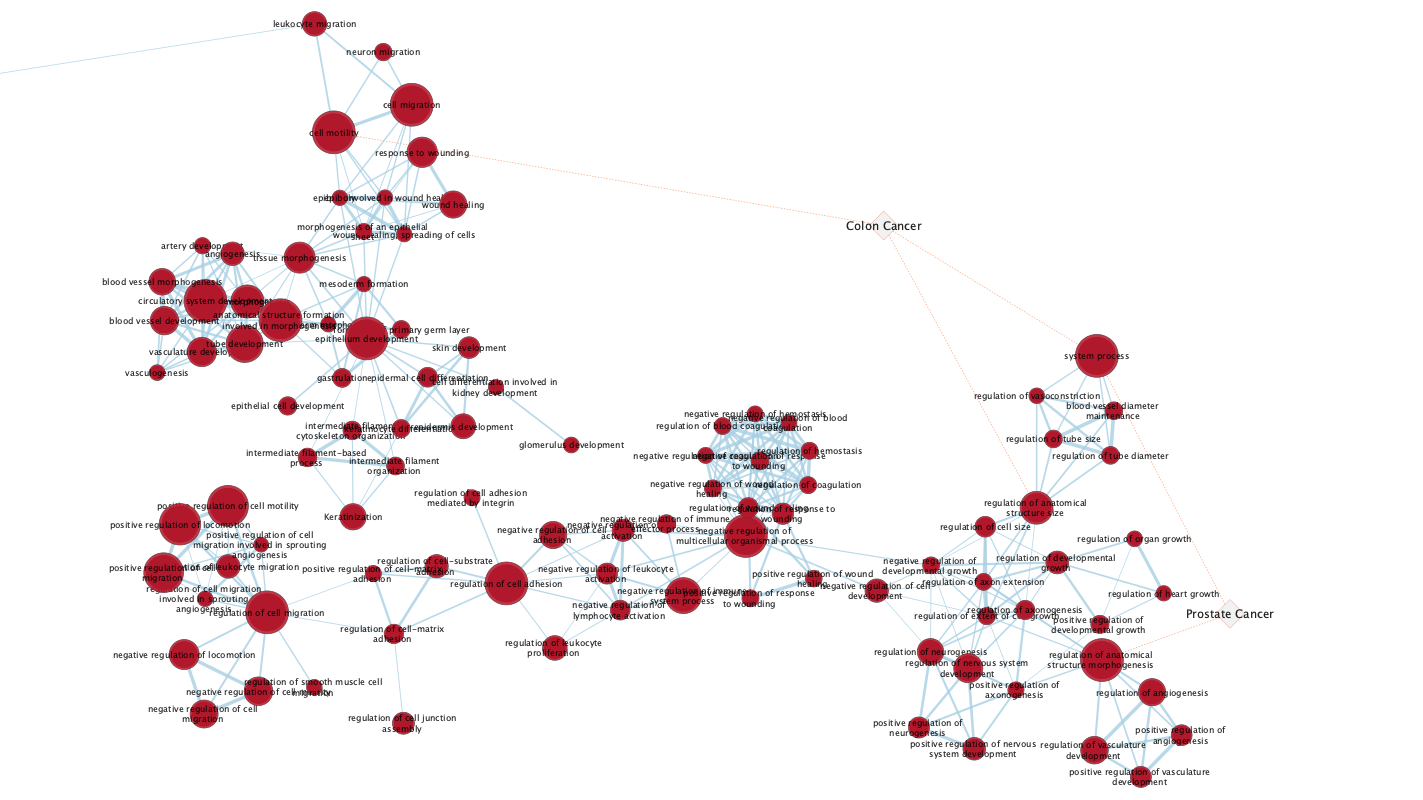 leukocyte migration
neuron migration
cell migration
cell motility
response to wounding
wound healing
morphogenesis of an epithelial
sheet
wound healing, spreading of cells
Colon Cancer
artery development
angiogenesis
tissue morphogenesis
blood vessel morphogenesis
mesoderm formation
circulatory system development
anatomical structure formation
involved in morphogenesis
blood vessel development
primary germ layer
epithelium development
tube development
vasculature development
skin development
vasculogenesis
gastrulation
epidermal cell differentiation
cell differentiation involved in
kidney development
epithelial cell development
intermediate filament
cytoskeleton organization
keratinocyte differentiation
epidermis development
glomerulus development
intermediate filament-based
process
intermediate filament
organization
Keratinization
regulation of cell adhesion
mediated by integrin
system process
regulation of vasoconstriction
blood vessel diameter
maintenance
regulation of tube size
regulation of tube diameter
regulation of anatomical
structure size
negative regulation of hemostasis
negative regulation of blood
coagulation
regulation of blood coagulation
regulation of hemostasis
negative regulation of response
to wounding
negative regulation of wound
healing
regulation of coagulation
regulation of response to
wounding
negative regulation of
multicellular organismal process
positive regulation of cell motility
positive regulation of locomotion
positive regulation of cell
migration involved in sprouting
angiogenesis
positive regulation of cell
migration
regulation of leukocyte migration
regulation of cell migration
involved in sprouting
angiogenesis
regulation of cell migration
negative regulation of locomotion
regulation of smooth muscle cell
migration
negative regulation of cell motility
negative regulation of cell
migration
positive regulation of cell-matrix
adhesion
regulation of cell-substrate
adhesion
regulation of cell adhesion
regulation of cell-matrix
adhesion
regulation of cell junction
assembly
negative regulation of cell
adhesion
activation
negative regulation of immune
effector process
negative regulation of leukocyte
activation
negative regulation of immune
system process
negative regulation of
lymphocyte activation
regulation of leukocyte
proliferation
positive regulation of wound
healing
positive regulation of response
to wounding
negative regulation of cell
development
regulation of cell size
negative regulation of
developmental growth
regulation of developmental
growth
regulation of organ growth
regulation of axon extension
regulation of heart growth
regulation of axonogenesis
regulation of extent of cell growth
positive regulation of
developmental growth
Prostate Cancer
regulation of neurogenesis
regulation of nervous system
development
regulation of anatomical
structure morphogenesis
positive regulation of
axonogenesis
regulation of angiogenesis
positive regulation of
neurogenesis
positive regulation of nervous
system development
regulation of vasculature
development
positive regulation of
angiogenesis
positive regulation of vasculature
development